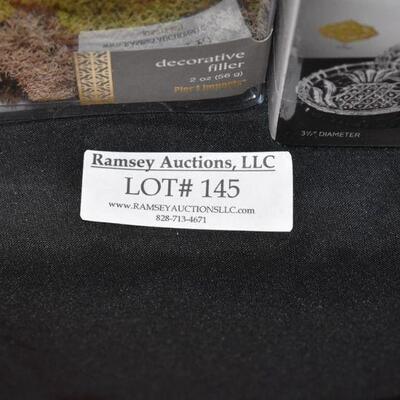 decorative
filler
2 oz (56 g)
Pier 1 Imports
3½" DIAMETER
Ramsey Auctions, LLC
LOT# 145
www.RAMSEYAUCTIONSLLC.com
828-713-4671